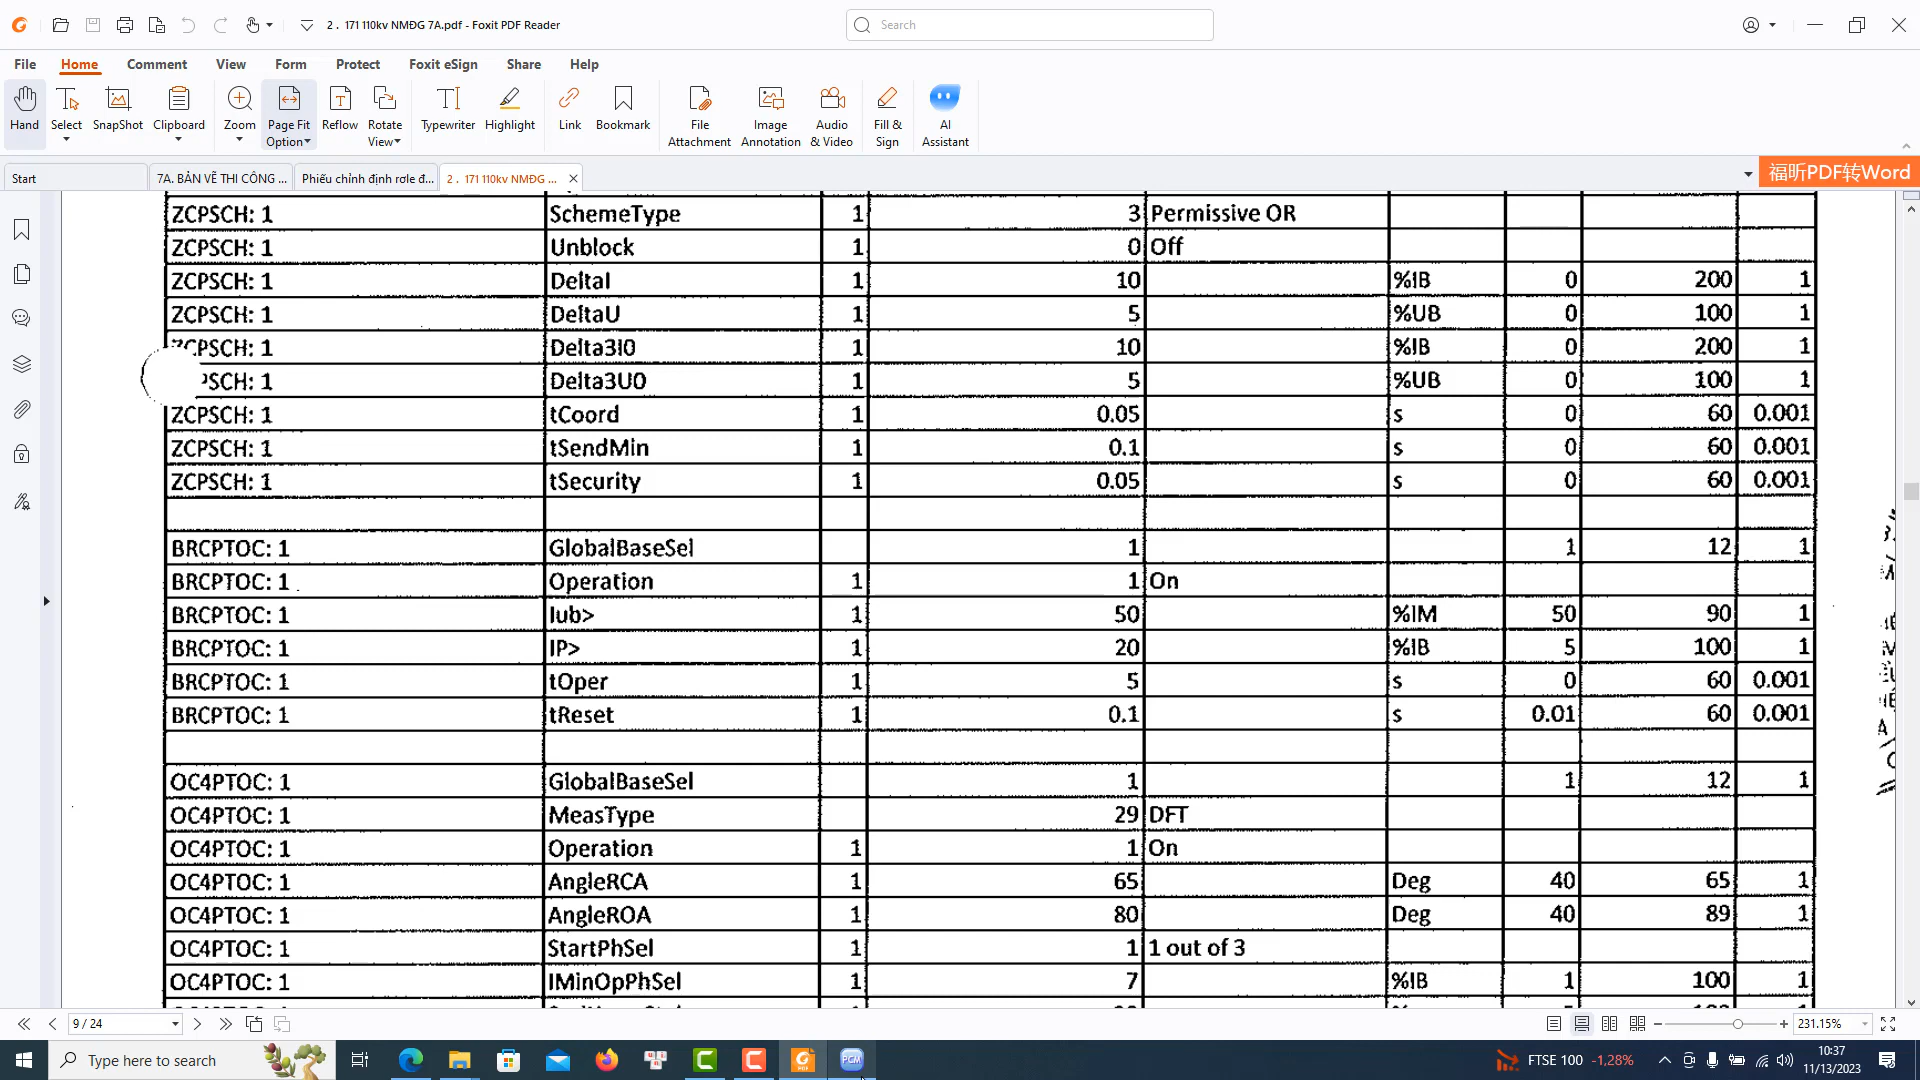 2 .  171 110kv NMĐG 7A.pdf - Foxit PDF Reader
Search
File Home Comment View Form Protect Foxit eSign Share Help
Hand
Select
SnapShot
Clipboard
Zoom
Page Fit Option
Reflow
Rotate View
Typewriter
Highlight
Link
Bookmark
File Attachment
Image Annotation
Audio & Video
Fill & Sign
AI Assistant
Start
7A. BẢN VẼ THI CÔNG ...
Phiếu chỉnh định rơle đ...
2 .  171 110kv NMĐG ...
福昕PDF转Word
ZCPSCH: 1 SchemeType 1 3 Permissive OR
ZCPSCH: 1 Unblock 1 0 Off
ZCPSCH: 1 DeltaI 1 10 %IB 0 200 1
ZCPSCH: 1 DeltaU 1 5 %UB 0 100 1
ZCPSCH: 1 Delta3I0 1 10 %IB 0 200 1
PSCH: 1 Delta3U0 1 5 %UB 0 100 1
ZCPSCH: 1 tCoord 1 0.05 s 0 60 0.001
ZCPSCH: 1 tSendMin 1 0.1 s 0 60 0.001
ZCPSCH: 1 tSecurity 1 0.05 s 0 60 0.001
BRCPTOC: 1 GlobalBaseSel 1 1 12 1
BRCPTOC: 1 Operation 1 1 On
BRCPTOC: 1 Iub> 1 50 %IM 50 90 1
BRCPTOC: 1 IP> 1 20 %IB 5 100 1
BRCPTOC: 1 tOper 1 5 s 0 60 0.001
BRCPTOC: 1 tReset 1 0.1 s 0.01 60 0.001
OC4PTOC: 1 GlobalBaseSel 1 1 12 1
OC4PTOC: 1 MeasType 29 DFT
OC4PTOC: 1 Operation 1 1 On
OC4PTOC: 1 AngleRCA 1 65 Deg 40 65 1
OC4PTOC: 1 AngleROA 1 80 Deg 40 89 1
OC4PTOC: 1 StartPhSel 1 1 1 out of 3
OC4PTOC: 1 IMinOpPhSel 1 7 %IB 1 100 1
9 / 24
231.15%
Type here to search
PCM
FTSE 100 -1,28%
10:37
11/13/2023